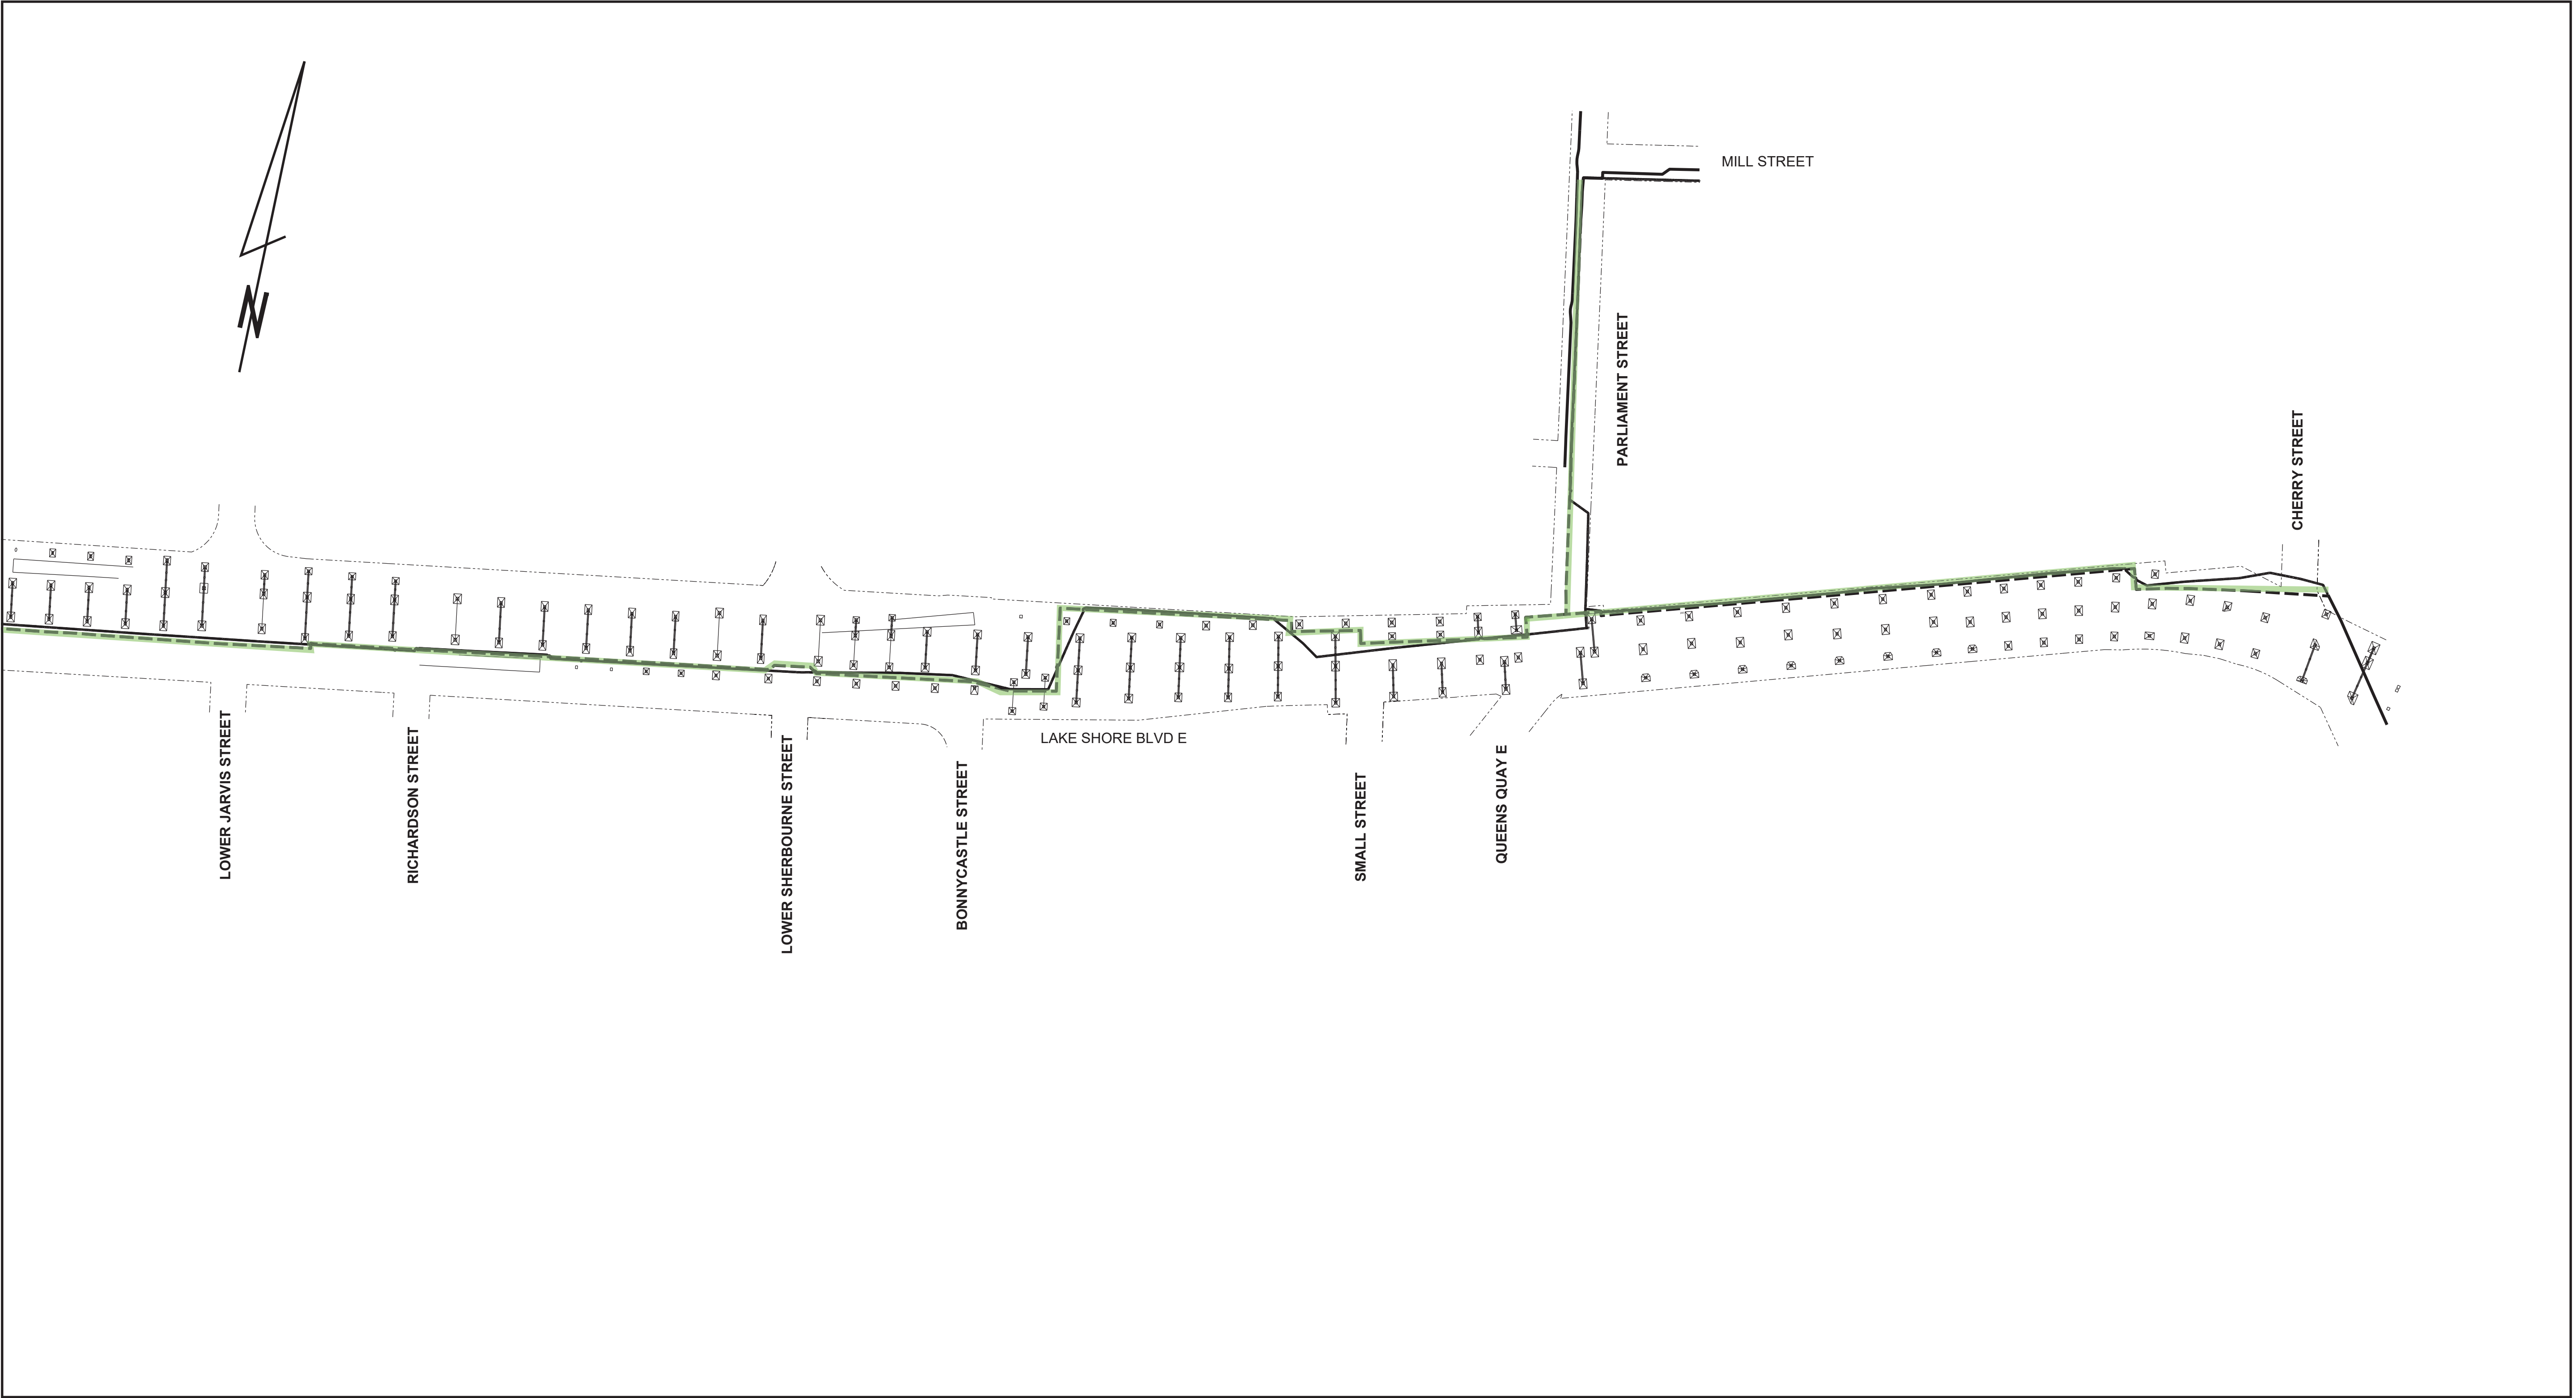 MILL STREET
N
PARLIAMENT STREET
CHERRY STREET
LOWER JARVIS STREET
RICHARDSON STREET
LOWER SHERBOURNE STREET
BONNYCASTLE STREET
LAKE SHORE BLVD E
SMALL STREET
QUEENS QUAY E